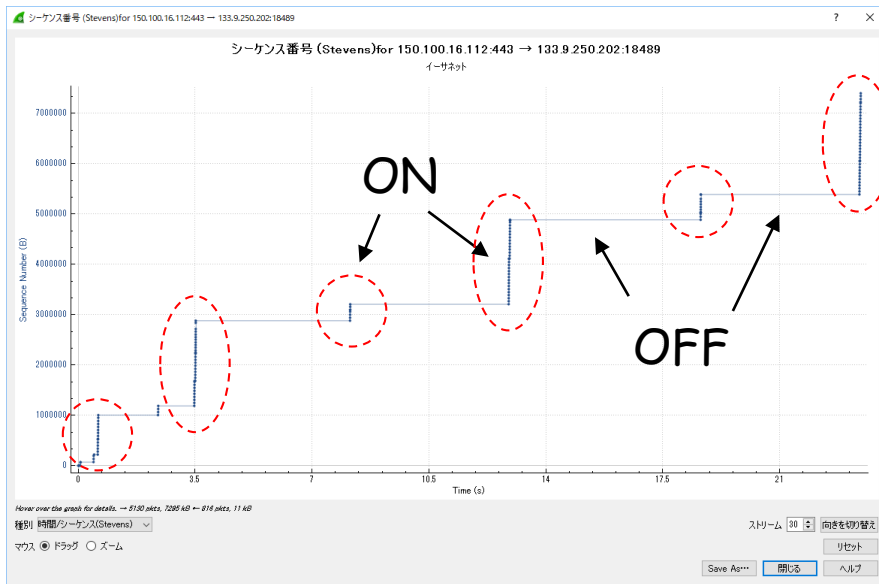 シーケンス番号 (Stevens)for 150.100.16.112:443 → 133.9.250.202:18489
? ×
シーケンス番号 (Stevens)for 150.100.16.112:443 → 133.9.250.202:18489
イーサネット
7000000
6000000
5000000
4000000
3000000
2000000
1000000
0
Sequence Number (B)
ON
OFF
0 3.5 7 10.5 14 17.5 21
Time (s)
Hover over the graph for details. → 5130 pkts, 7295 kB ← 818 pkts, 11 kB
種別 時間/シーケンス(Stevens) ストリーム 30 向きを切り替え
マウス ドラッグ ズーム リセット
Save As… 閉じる ヘルプ